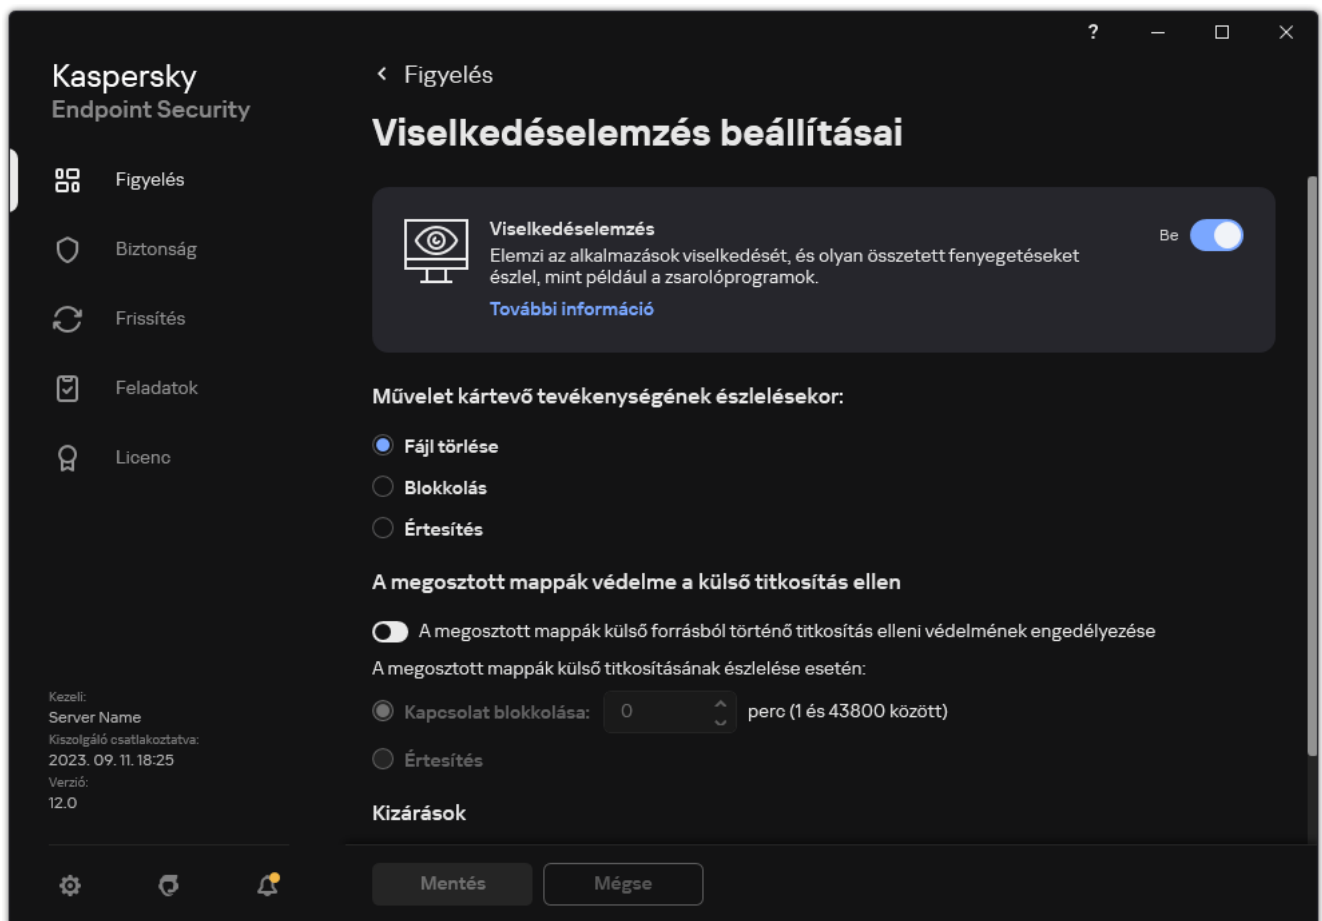 ?
Kaspersky
Endpoint Security
Figyelés
Biztonság
Frissítés
Feladatok
Licenc
Kezeli:
Server Name
Kiszolgáló csatlakoztatva:
2023. 09. 11. 18:25
Verzió:
12.0
Figyelés
Viselkedéselemzés beállításai
Viselkedéselemzés
Elemzi az alkalmazások viselkedését, és olyan összetett fenyegetéseket
észlel, mint például a zsarolóprogramok.
További információ
Be
Művelet kártevő tevékenységének észlelésekor:
Fájl törlése
Blokkolás
Értesítés
A megosztott mappák védelme a külső titkosítás ellen
A megosztott mappák külső forrásból történő titkosítás elleni védelmének engedélyezése
A megosztott mappák külső titkosításának észlelése esetén:
Kapcsolat blokkolása: 0 perc (1 és 43800 között)
Értesítés
Kizárások
Mentés Mégse